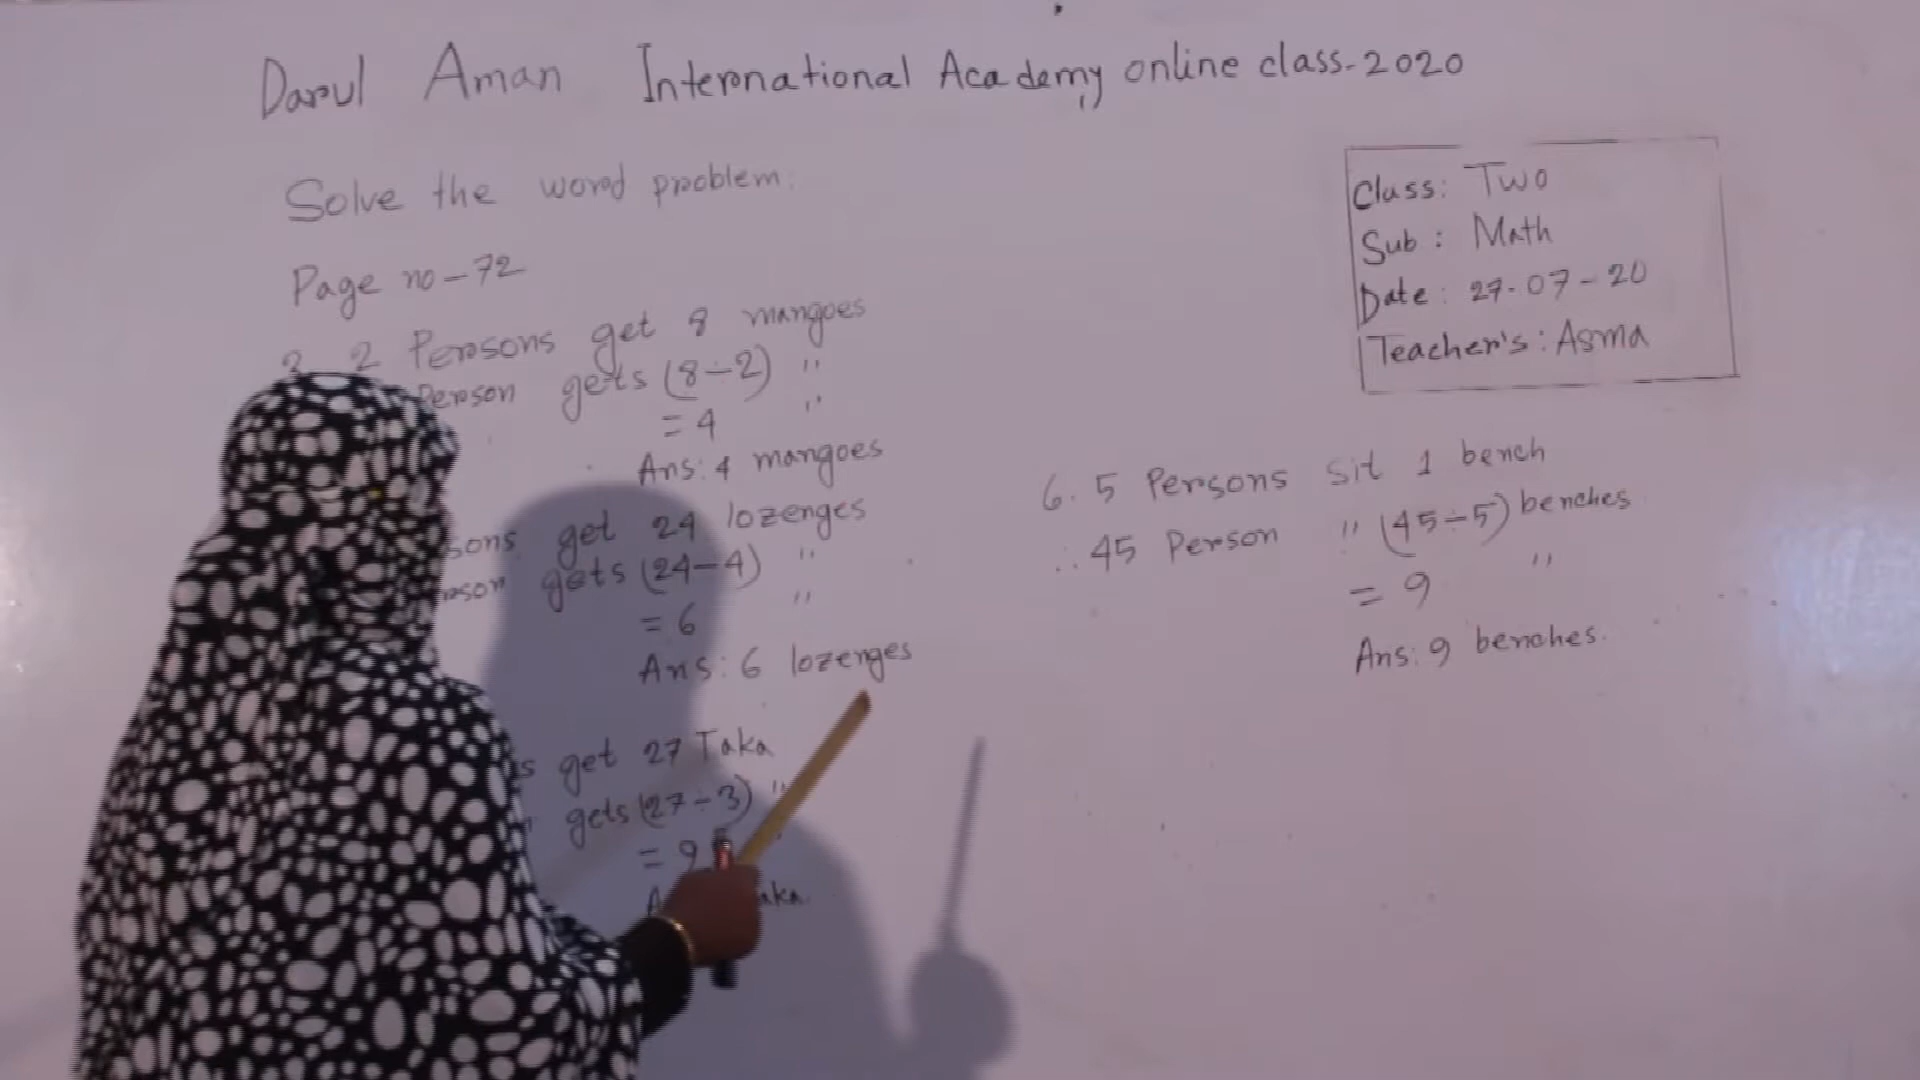 Darul Aman International Academy online class-2020
Solve the word problem:
Page no-72
3. 2 Persons get 8 mangoes
Person gets (8÷2) "
= 4 "
Ans: 4 mangoes
get 24 lozenges
gets (24÷4) "
= 6 "
Ans: 6 lozenges
get 27 Taka
gets (27÷3) "
= 9
Class: Two
Sub: Math
Date: 27-07-20
Teacher's: Asma
6. 5 Persons sit 1 bench
∴ 45 Person " (45÷5) benches
= 9 "
Ans: 9 benches.